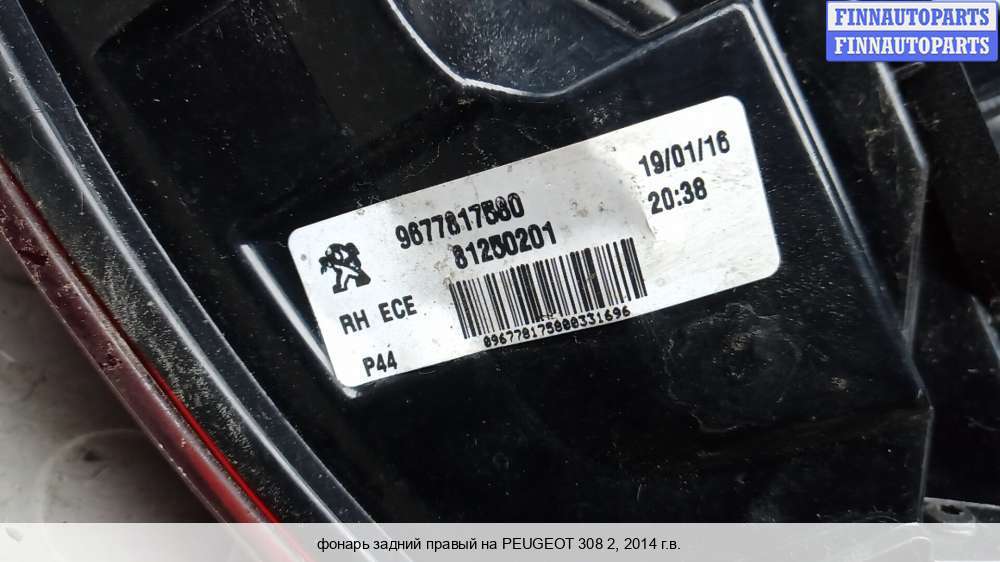 FINNAUTOPARTS
FINNAUTOPARTS
19/01/16
20:38
9677817580
81250201
RH ECE
P44
096778175800331696
фонарь задний правый на PEUGEOT 308 2, 2014 г.в.